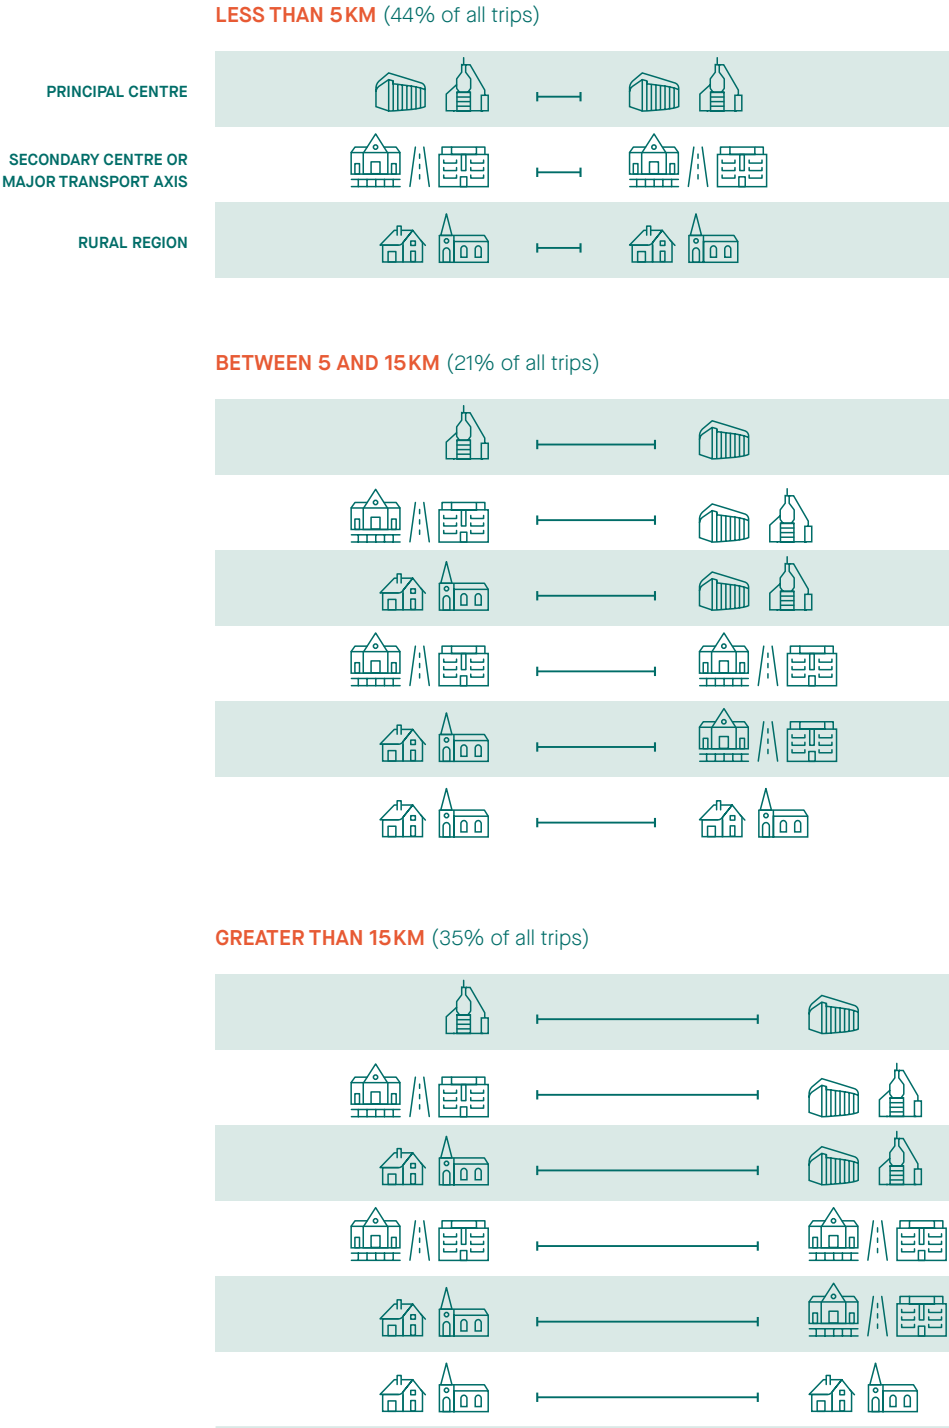 LESS THAN 5 KM (44% of all trips)
PRINCIPAL CENTRE
SECONDARY CENTRE OR
MAJOR TRANSPORT AXIS
RURAL REGION
BETWEEN 5 AND 15 KM (21% of all trips)
GREATER THAN 15 KM (35% of all trips)